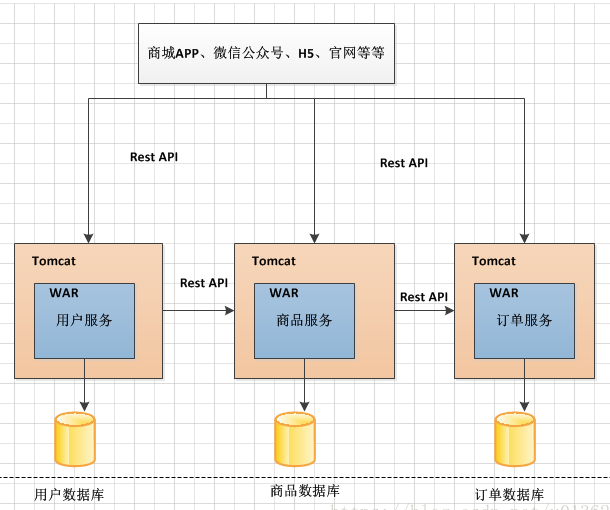 商城APP、微信公众号、H5、官网等等
Rest API
Rest API
Tomcat
WAR
用户服务
Rest API
Tomcat
WAR
商品服务
Rest API
Tomcat
WAR
订单服务
用户数据库
商品数据库
订单数据库